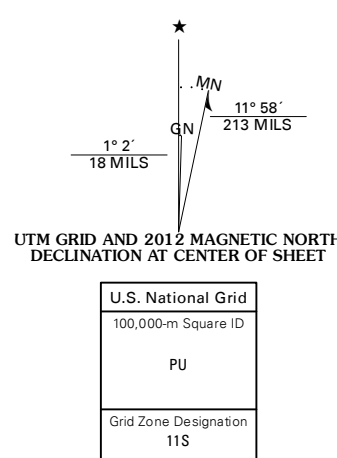 ★
MN
GN
11° 58´
213 MILS
1° 2´
18 MILS
UTM GRID AND 2012 MAGNETIC NORTH
DECLINATION AT CENTER OF SHEET
U.S. National Grid
100,000-m Square ID
PU
Grid Zone Designation
11S